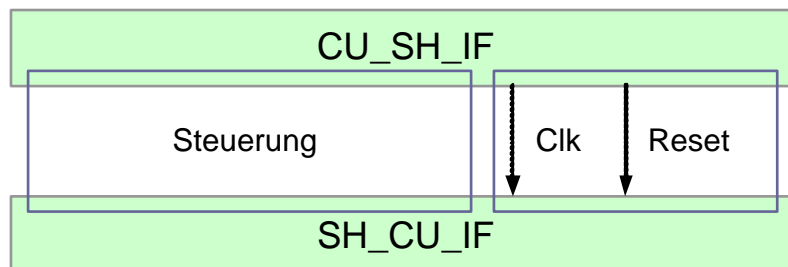 CU_SH_IF
Steuerung
Clk
Reset
SH_CU_IF